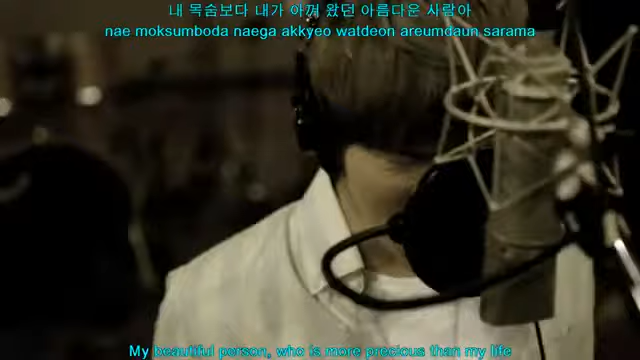 내 목숨보다 내가 아껴 왔던 아름다운 사람아
nae moksumboda naega akkyeo watdeon areumdaun sarama
My beautiful person, who is more precious than my life